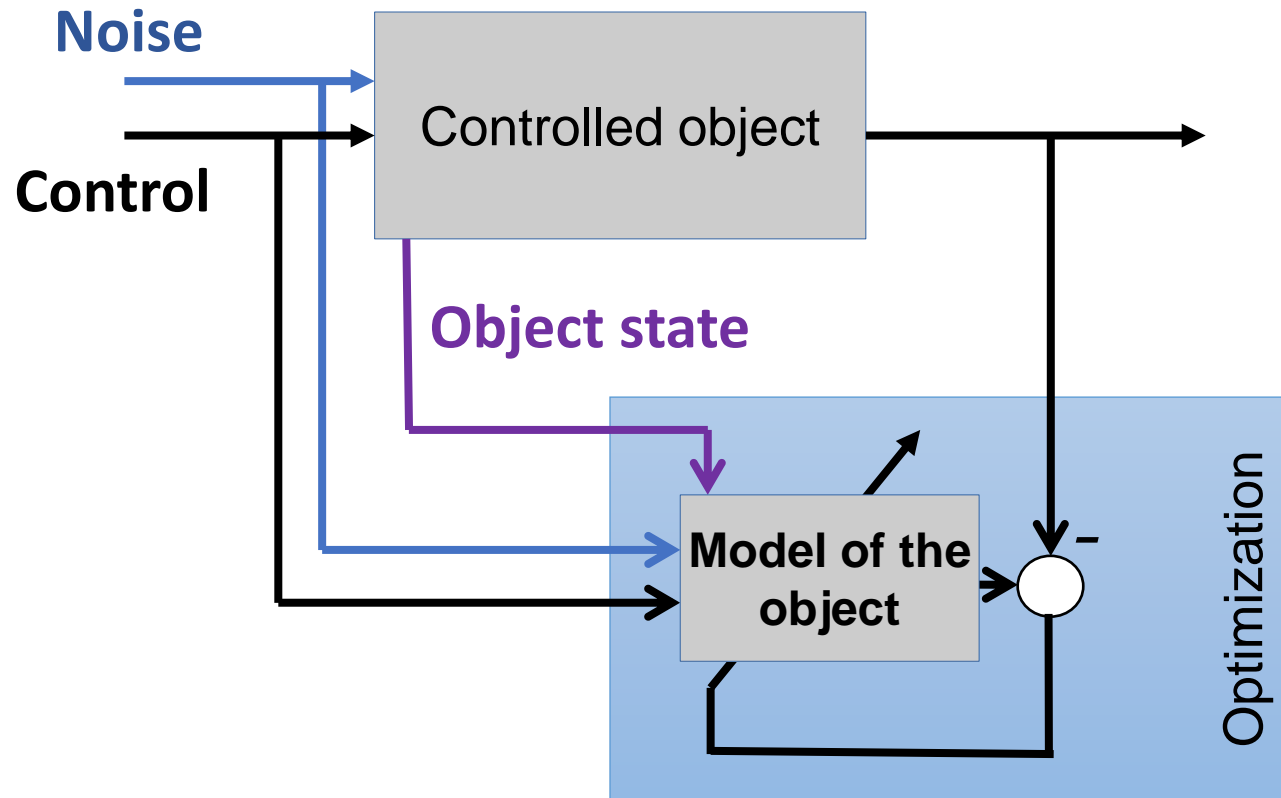 Noise
Controlled object
Control
Object state
Optimization
–
Model of the
object